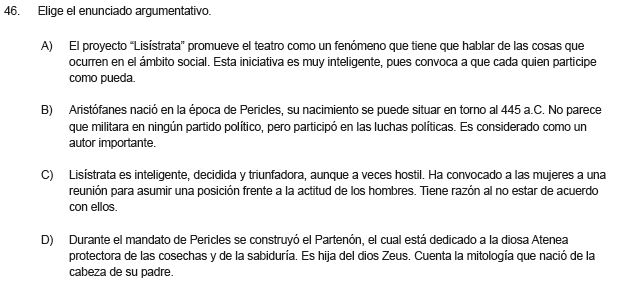 46. Elige el enunciado argumentativo.
A) El proyecto “Lisístrata” promueve el teatro como un fenómeno que tiene que hablar de las cosas que
ocurren en el ámbito social. Esta iniciativa es muy inteligente, pues convoca a que cada quien participe
como pueda.
B) Aristófanes nació en la época de Pericles, su nacimiento se puede situar en torno al 445 a.C. No parece
que militara en ningún partido político, pero participó en las luchas políticas. Es considerado como un
autor importante.
C) Lisístrata es inteligente, decidida y triunfadora, aunque a veces hostil. Ha convocado a las mujeres a una
reunión para asumir una posición frente a la actitud de los hombres. Tiene razón al no estar de acuerdo
con ellos.
D) Durante el mandato de Pericles se construyó el Partenón, el cual está dedicado a la diosa Atenea
protectora de las cosechas y de la sabiduría. Es hija del dios Zeus. Cuenta la mitología que nació de la
cabeza de su padre.